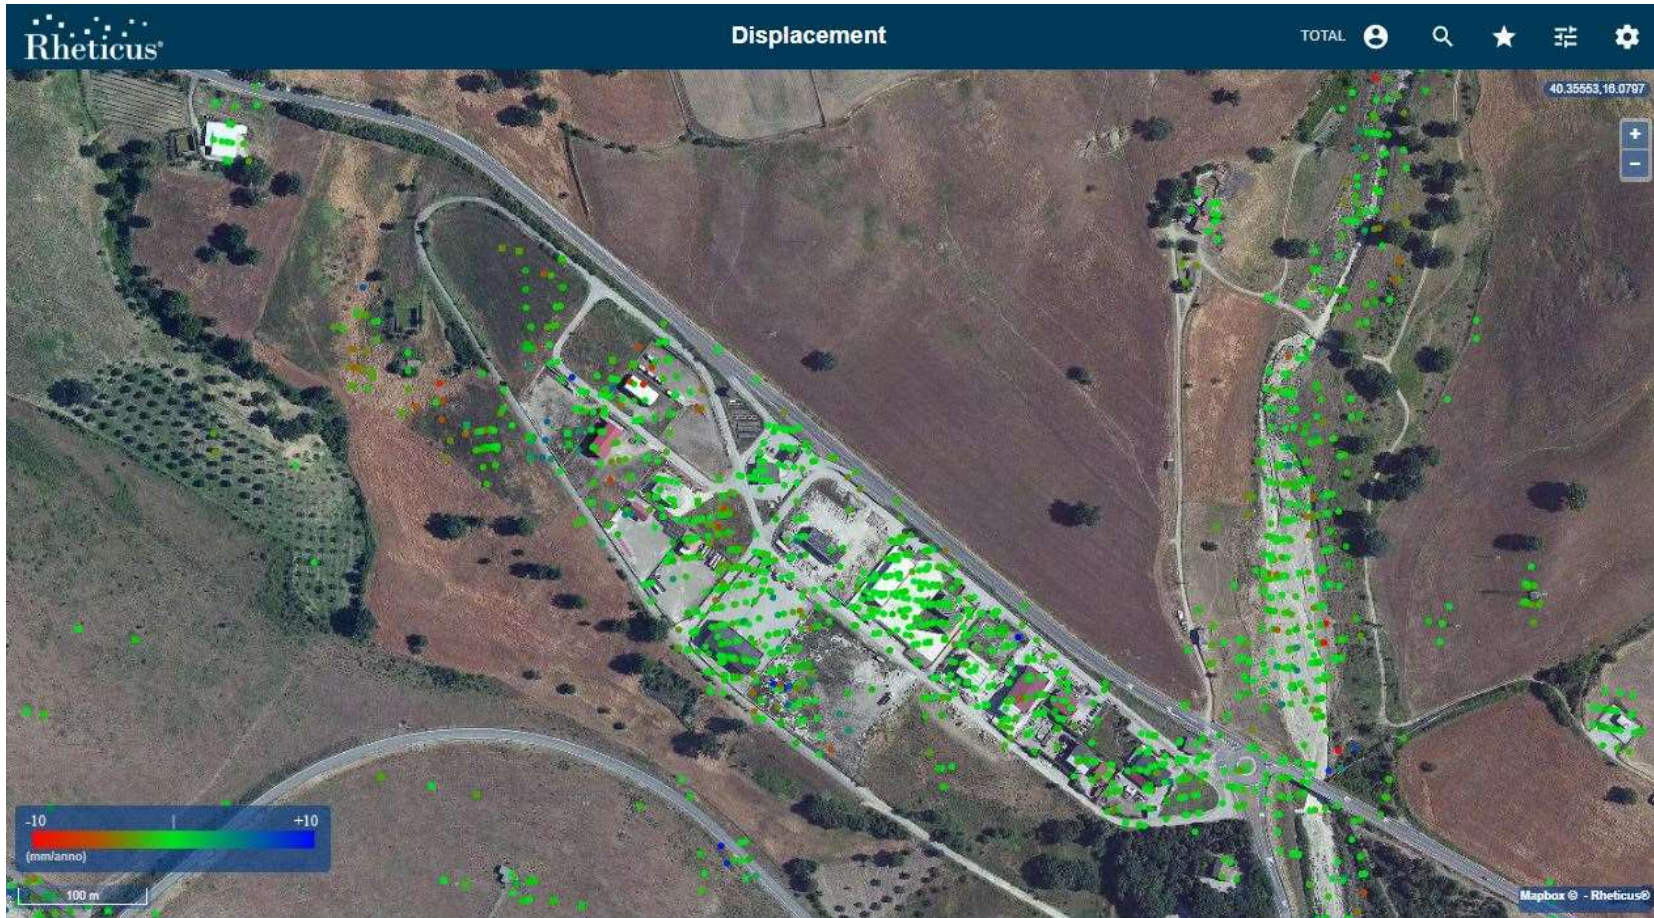 Rheticus®
Displacement
TOTAL
40.35553,16.0797
+
−
-10 | +10
(mm/anno)
100 m
Mapbox © - Rheticus®